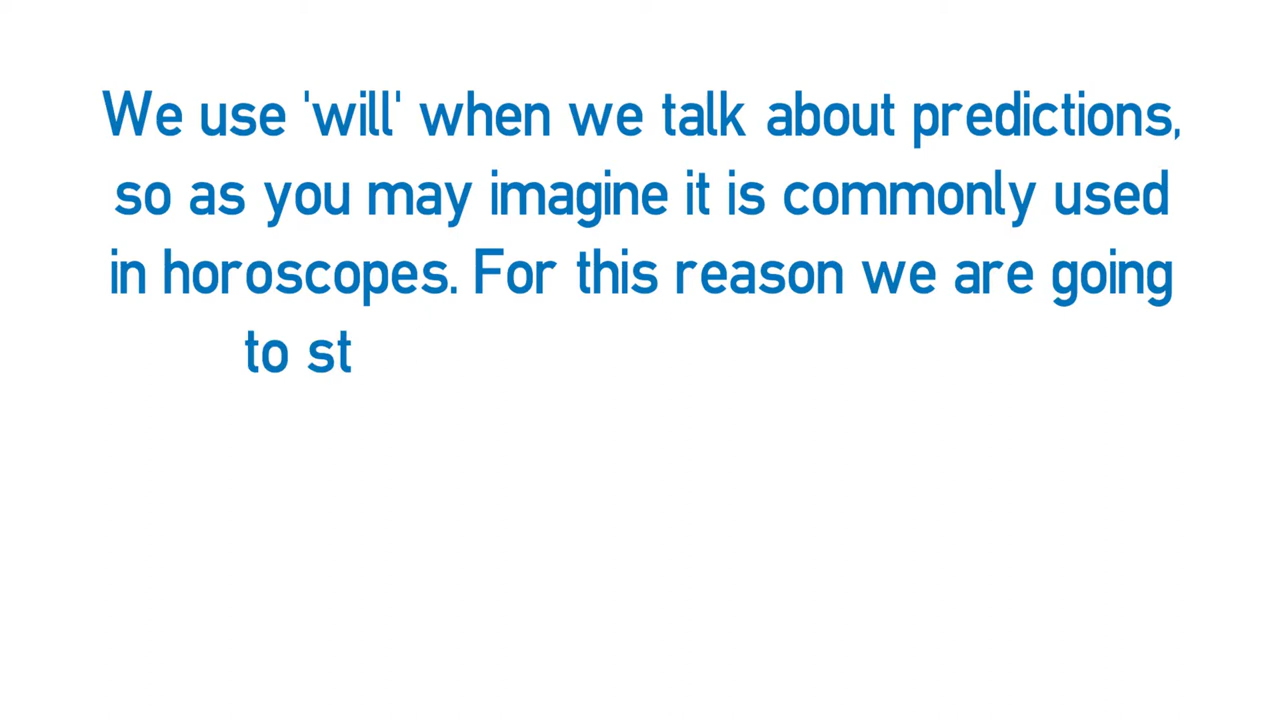 We use 'will' when we talk about predictions,
so as you may imagine it is commonly used
in horoscopes. For this reason we are going
to st